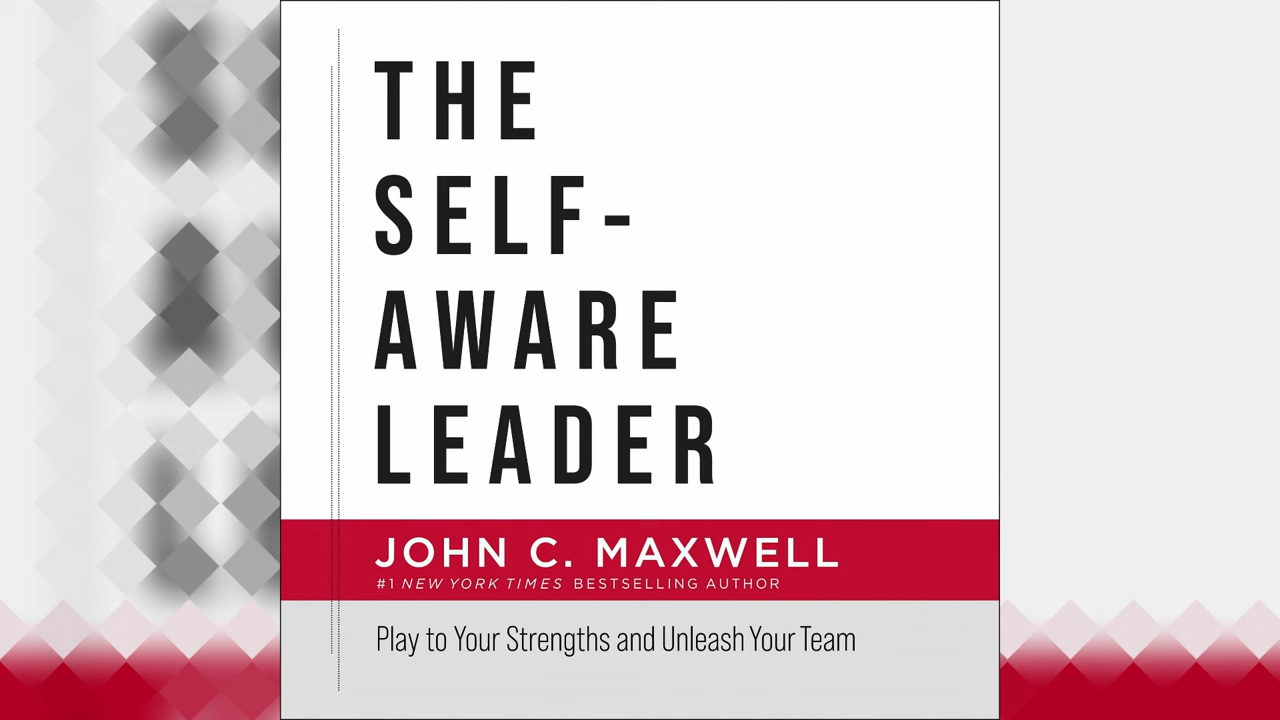 THE
SELF-
AWARE
LEADER
JOHN C. MAXWELL
#1 NEW YORK TIMES BESTSELLING AUTHOR
Play to Your Strengths and Unleash Your Team